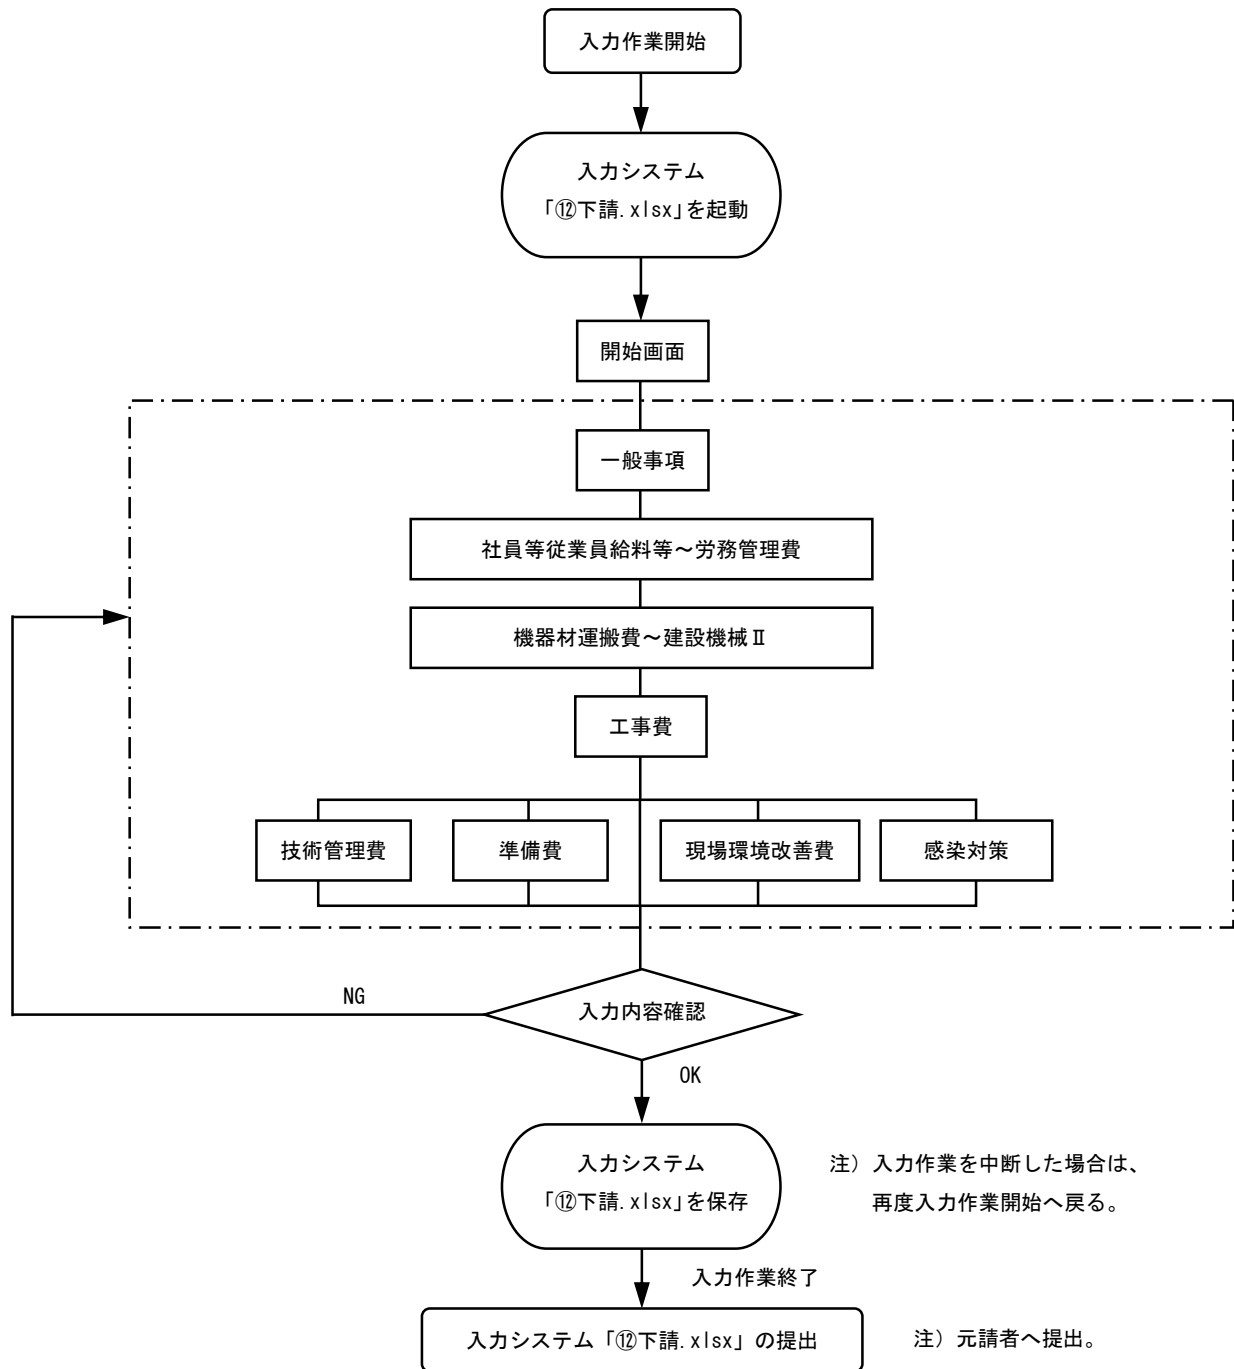 入力作業開始
入力システム
「⑫下請.xlsx」を起動
開始画面
一般事項
社員等従業員給料等～労務管理費
機器材運搬費～建設機械Ⅱ
工事費
技術管理費
準備費
現場環境改善費
感染対策
NG
入力内容確認
OK
入力システム
「⑫下請.xlsx」を保存
注）入力作業を中断した場合は、
再度入力作業開始へ戻る。
入力作業終了
入力システム「⑫下請.xlsx」の提出
注）元請者へ提出。